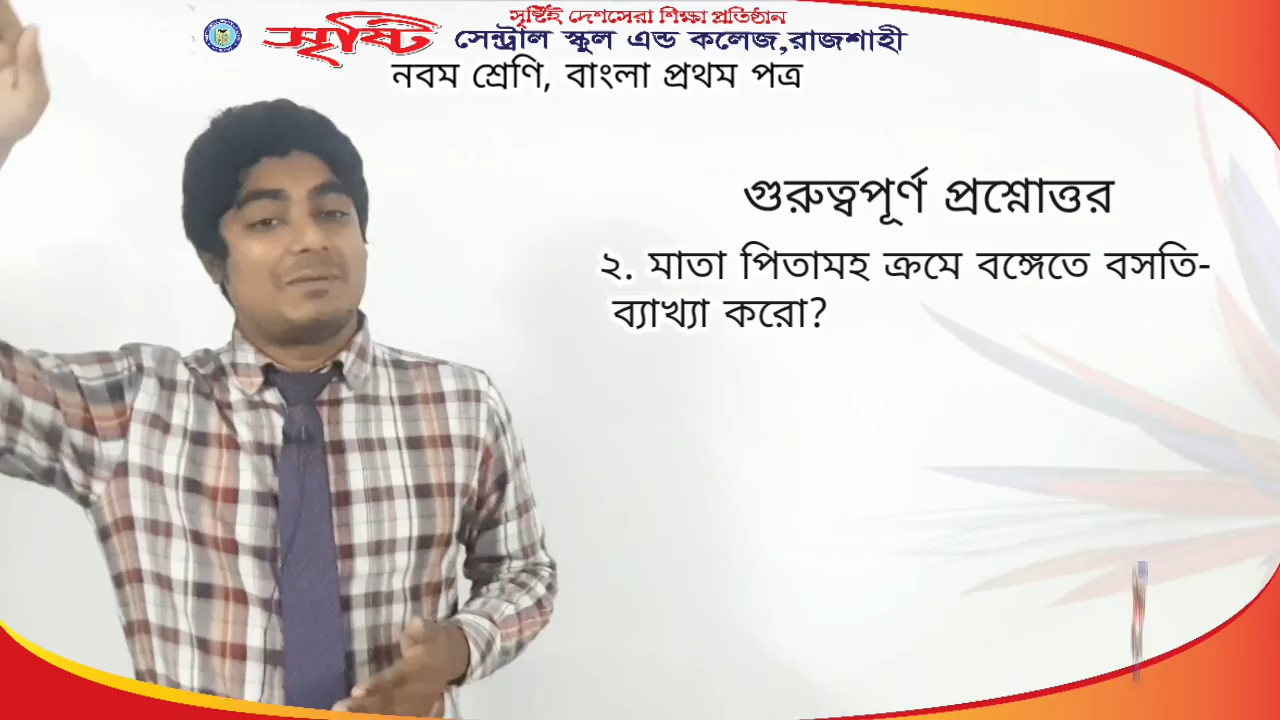 সৃষ্টিই দেশসেরা শিক্ষা প্রতিষ্ঠান
সৃষ্টি সেন্ট্রাল স্কুল এন্ড কলেজ,রাজশাহী
নবম শ্রেণি, বাংলা প্রথম পত্র
গুরুত্বপূর্ণ প্রশ্নোত্তর
২. মাতা পিতামহ ক্রমে বঙ্গেতে বসতি-
ব্যাখ্যা করো?